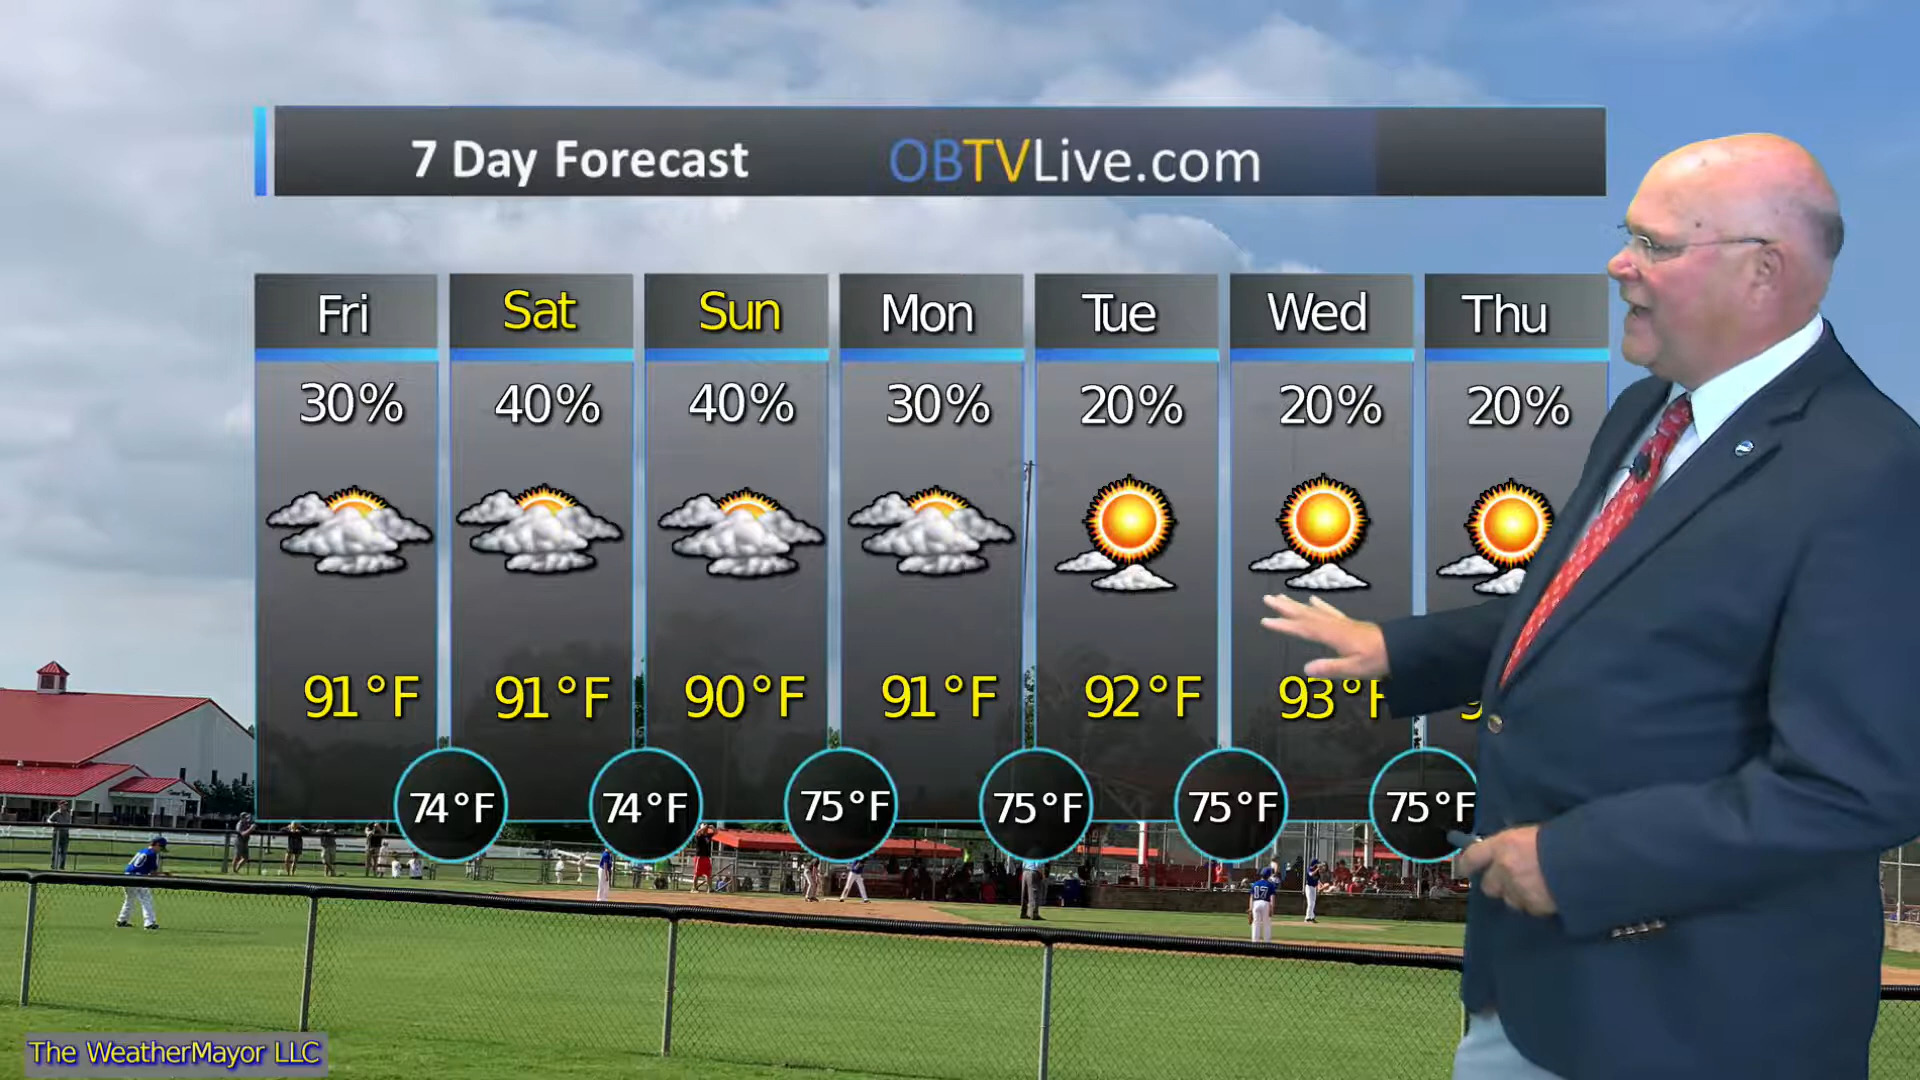 7 Day Forecast OBTVLive.com
Fri Sat Sun Mon Tue Wed Thu
30% 40% 40% 30% 20% 20% 20%
91°F 91°F 90°F 91°F 92°F 93°F
74°F 74°F 75°F 75°F 75°F 75°F
The WeatherMayor LLC